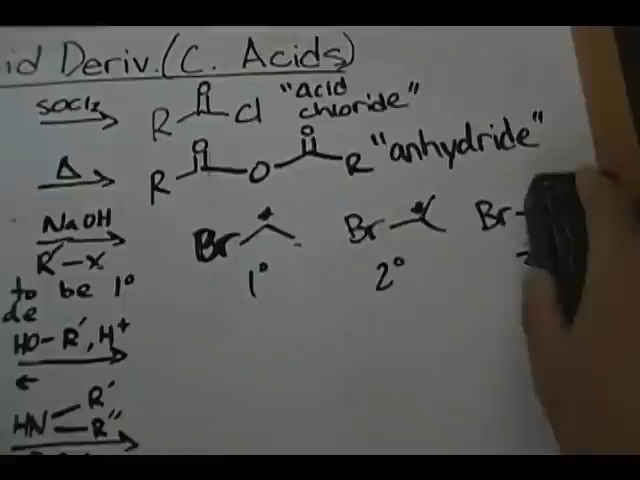 id Deriv. (C. Acids)
SOCl₂ R O Cl "acid chloride"
Δ R O O O R "anhydride"
NaOH
R'-X
Br Br Br
to be 1° 1° 2°
de
HO-R', H⁺
HN R' R"